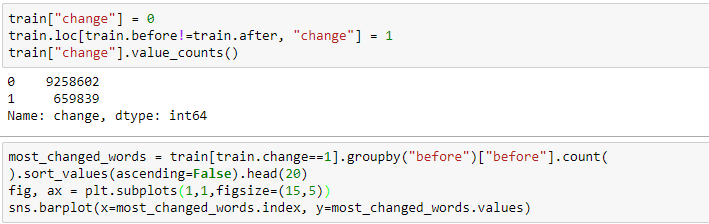 train["change"] = 0
train.loc[train.before!=train.after, "change"] = 1
train["change"].value_counts()
0    9258602
1     659839
Name: change, dtype: int64
most_changed_words = train[train.change==1].groupby("before")["before"].count(
).sort_values(ascending=False).head(20)
fig, ax = plt.subplots(1,1,figsize=(15,5))
sns.barplot(x=most_changed_words.index, y=most_changed_words.values)